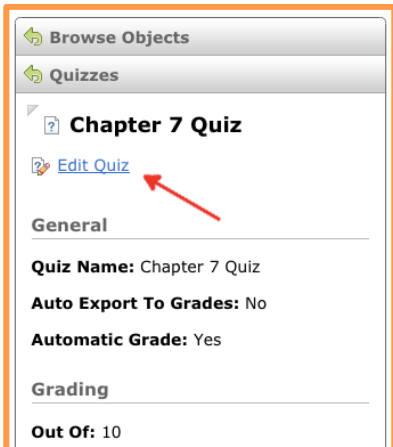 Browse Objects
Quizzes
Chapter 7 Quiz
Edit Quiz
General
Quiz Name: Chapter 7 Quiz
Auto Export To Grades: No
Automatic Grade: Yes
Grading
Out Of: 10